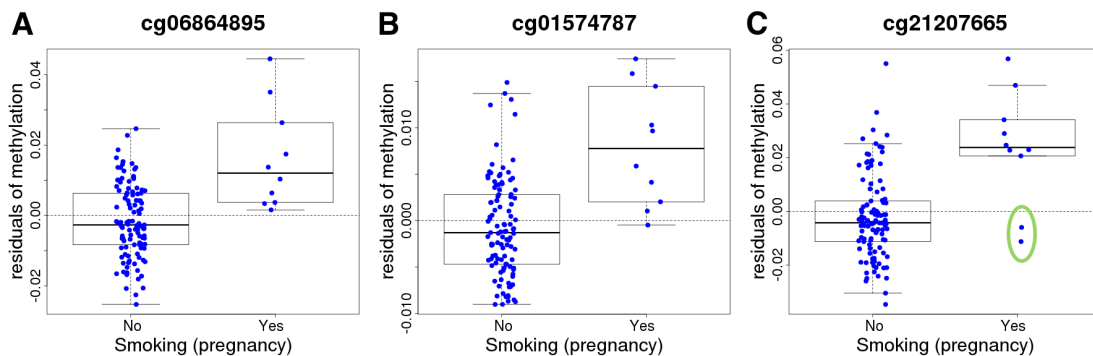 A cg06864895
residuals of methylation
0.04
0.02
0.00
-0.02
No Yes
Smoking (pregnancy)
B cg01574787
residuals of methylation
0.010
0.000
-0.010
No Yes
Smoking (pregnancy)
C cg21207665
residuals of methylation
0.06
0.04
0.02
0.00
-0.02
No Yes
Smoking (pregnancy)